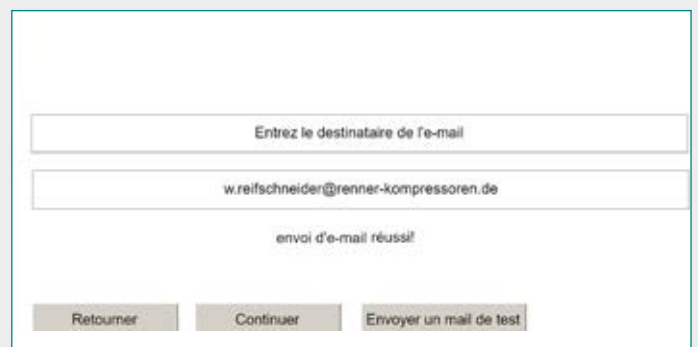 Entrez le destinataire de l'e-mail
w.reifschneider@renner-kompressoren.de
envoi d'e-mail réussi!
Retourner Continuer Envoyer un mail de test